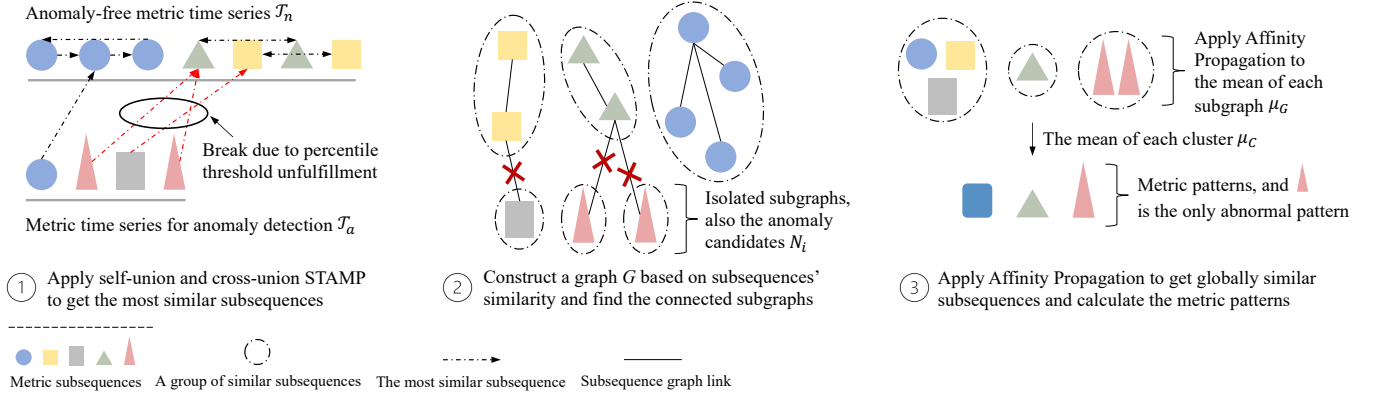 Anomaly-free metric time series 𝒯n
Break due to percentile
threshold unfulfillment
Metric time series for anomaly detection 𝒯a
1 Apply self-union and cross-union STAMP
to get the most similar subsequences
Isolated subgraphs,
also the anomaly
candidates Ni
2 Construct a graph G based on subsequences'
similarity and find the connected subgraphs
Apply Affinity
Propagation to
the mean of each
subgraph μG
The mean of each cluster μC
Metric patterns, and
is the only abnormal pattern
3 Apply Affinity Propagation to get globally similar
subsequences and calculate the metric patterns
Metric subsequences
A group of similar subsequences
The most similar subsequence
Subsequence graph link